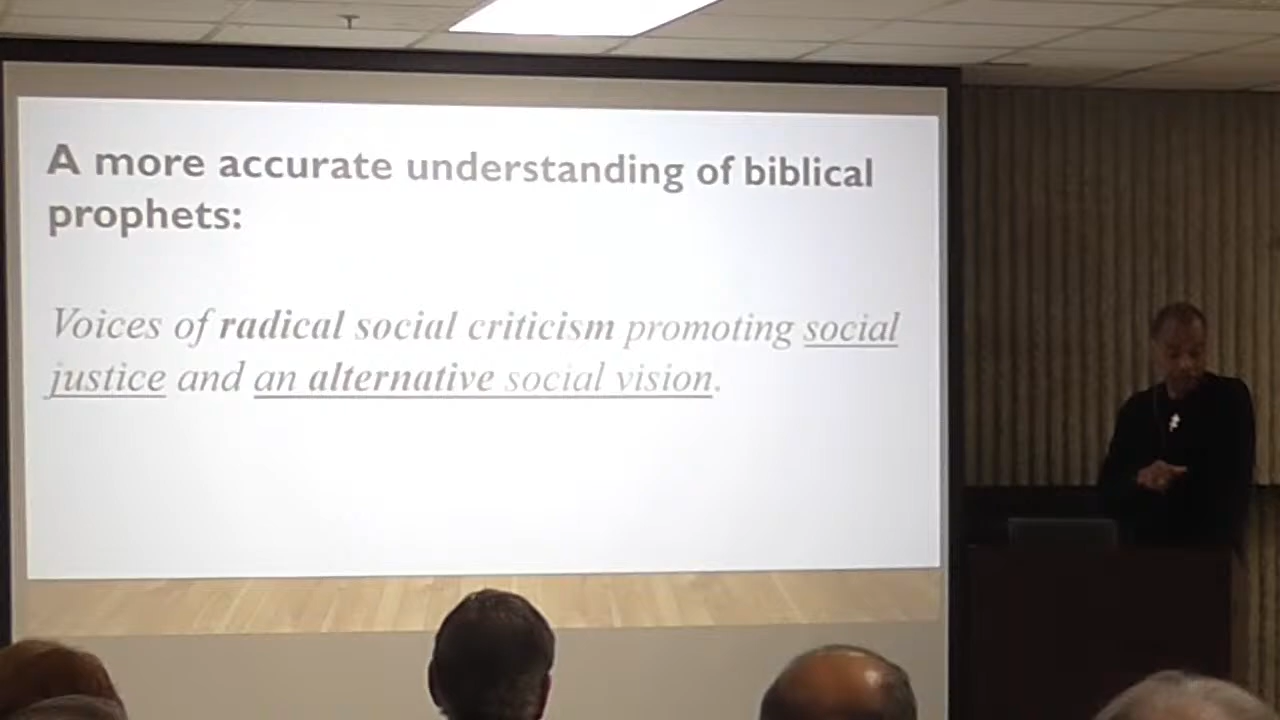 A more accurate understanding of biblical
prophets:
Voices of radical social criticism promoting social
justice and an alternative social vision.